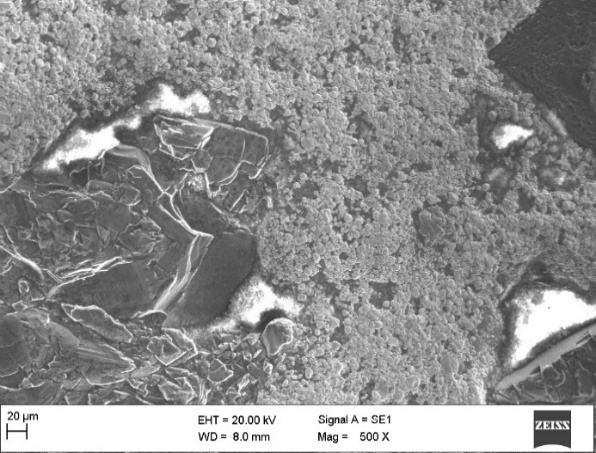 20 µm
EHT = 20.00 kV
Signal A = SE1
WD = 8.0 mm
Mag = 500 X
ZEISS